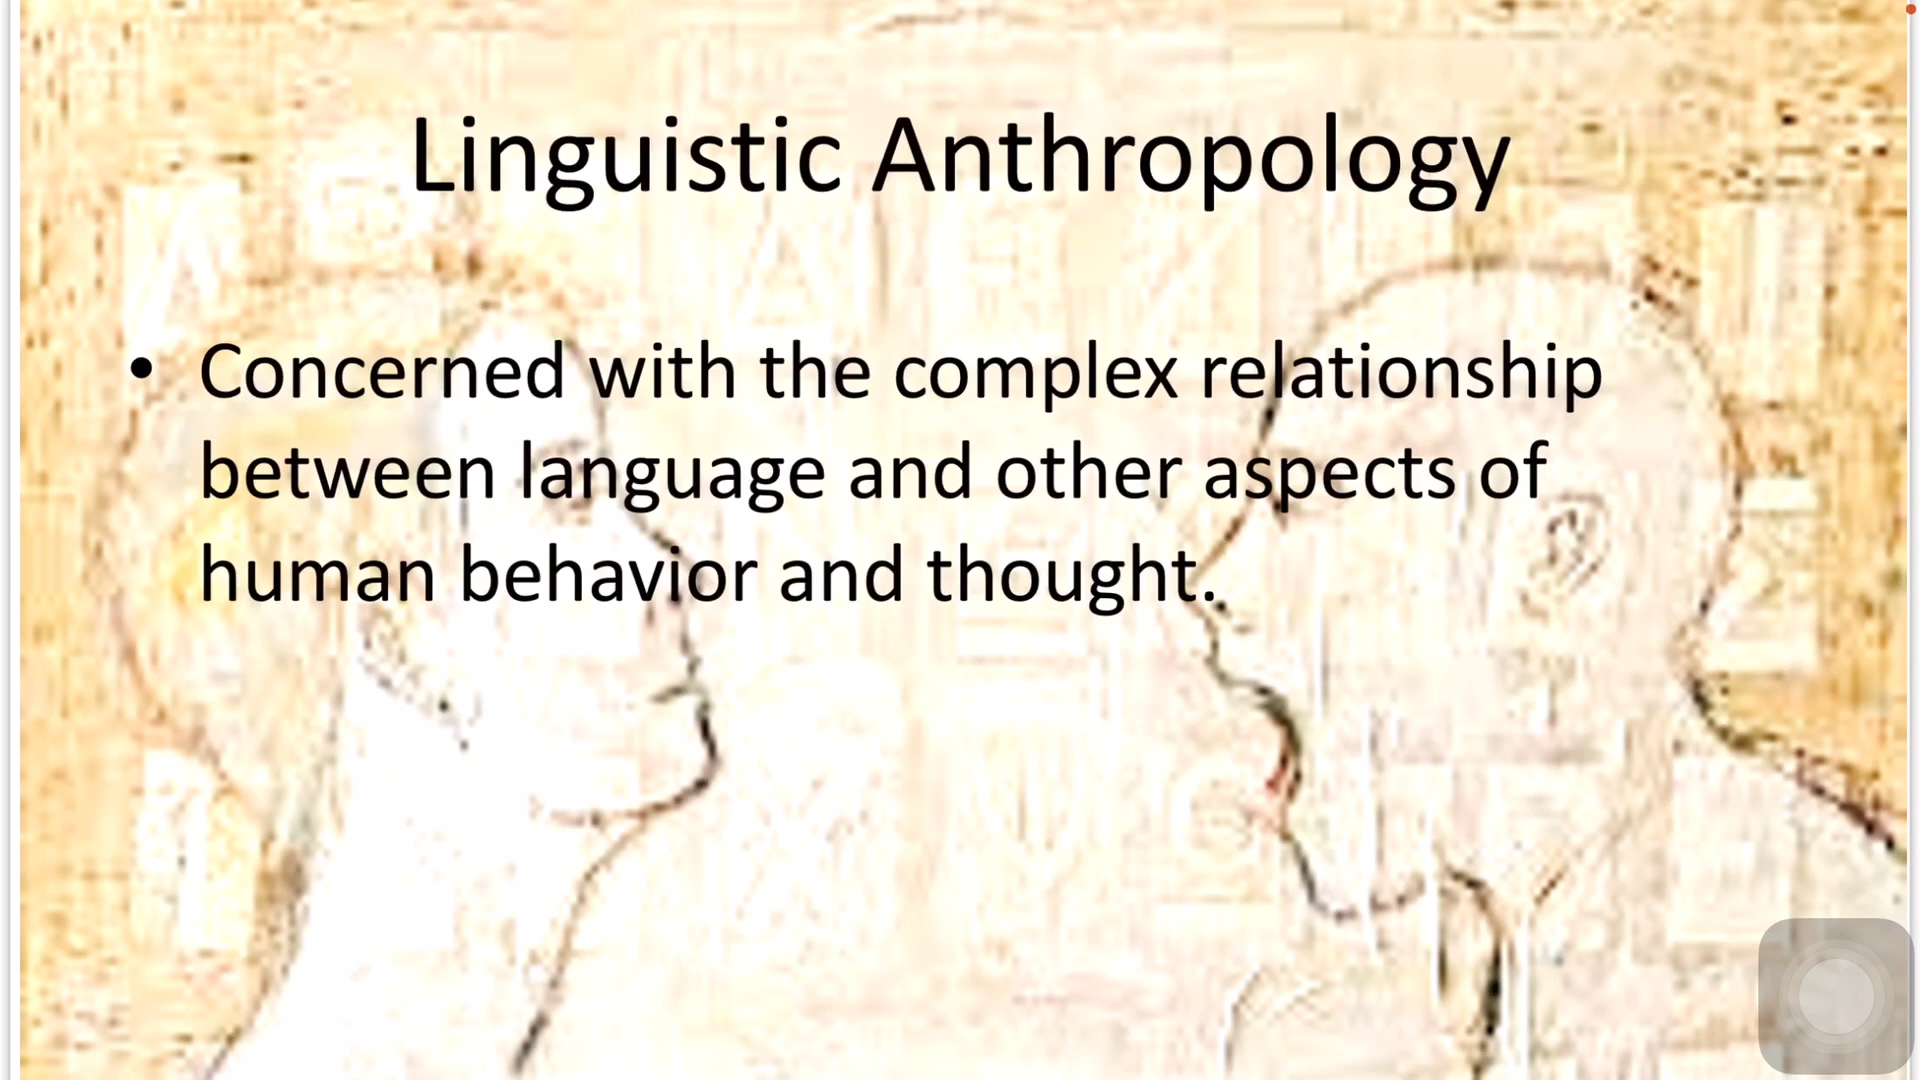 Linguistic Anthropology
• Concerned with the complex relationship
between language and other aspects of
human behavior and thought.